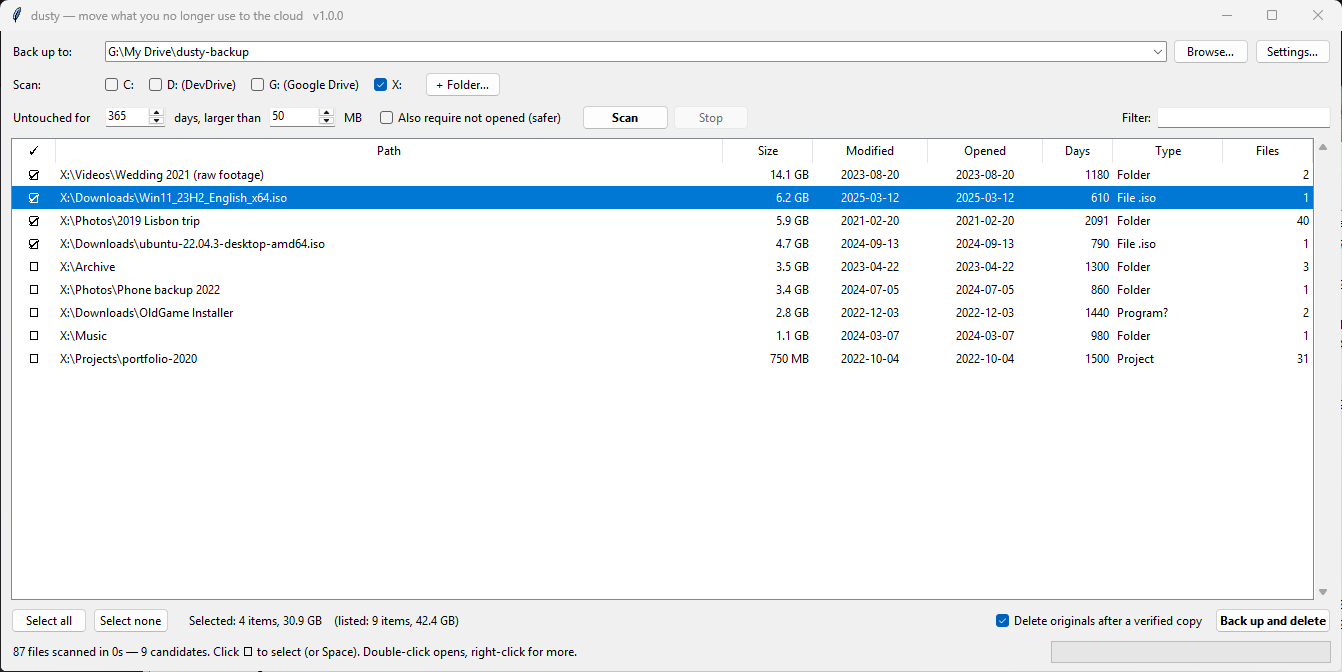 dusty — move what you no longer use to the cloud v1.0.0
Back up to: G:\My Drive\dusty-backup Browse... Settings...
Scan: C: D: (DevDrive) G: (Google Drive) X: + Folder...
Untouched for 365 days, larger than 50 MB Also require not opened (safer) Scan Stop Filter:
✓ Path Size Modified Opened Days Type Files
X:\Videos\Wedding 2021 (raw footage) 14.1 GB 2023-08-20 2023-08-20 1180 Folder 2
X:\Downloads\Win11_23H2_English_x64.iso 6.2 GB 2025-03-12 2025-03-12 610 File .iso 1
X:\Photos\2019 Lisbon trip 5.9 GB 2021-02-20 2021-02-20 2091 Folder 40
X:\Downloads\ubuntu-22.04.3-desktop-amd64.iso 4.7 GB 2024-09-13 2024-09-13 790 File .iso 1
X:\Archive 3.5 GB 2023-04-22 2023-04-22 1300 Folder 3
X:\Photos\Phone backup 2022 3.4 GB 2024-07-05 2024-07-05 860 Folder 1
X:\Downloads\OldGame Installer 2.8 GB 2022-12-03 2022-12-03 1440 Program? 2
X:\Music 1.1 GB 2024-03-07 2024-03-07 980 Folder 1
X:\Projects\portfolio-2020 750 MB 2022-10-04 2022-10-04 1500 Project 31
Select all Select none Selected: 4 items, 30.9 GB (listed: 9 items, 42.4 GB) Delete originals after a verified copy Back up and delete
87 files scanned in 0s — 9 candidates. Click ☐ to select (or Space). Double-click opens, right-click for more.